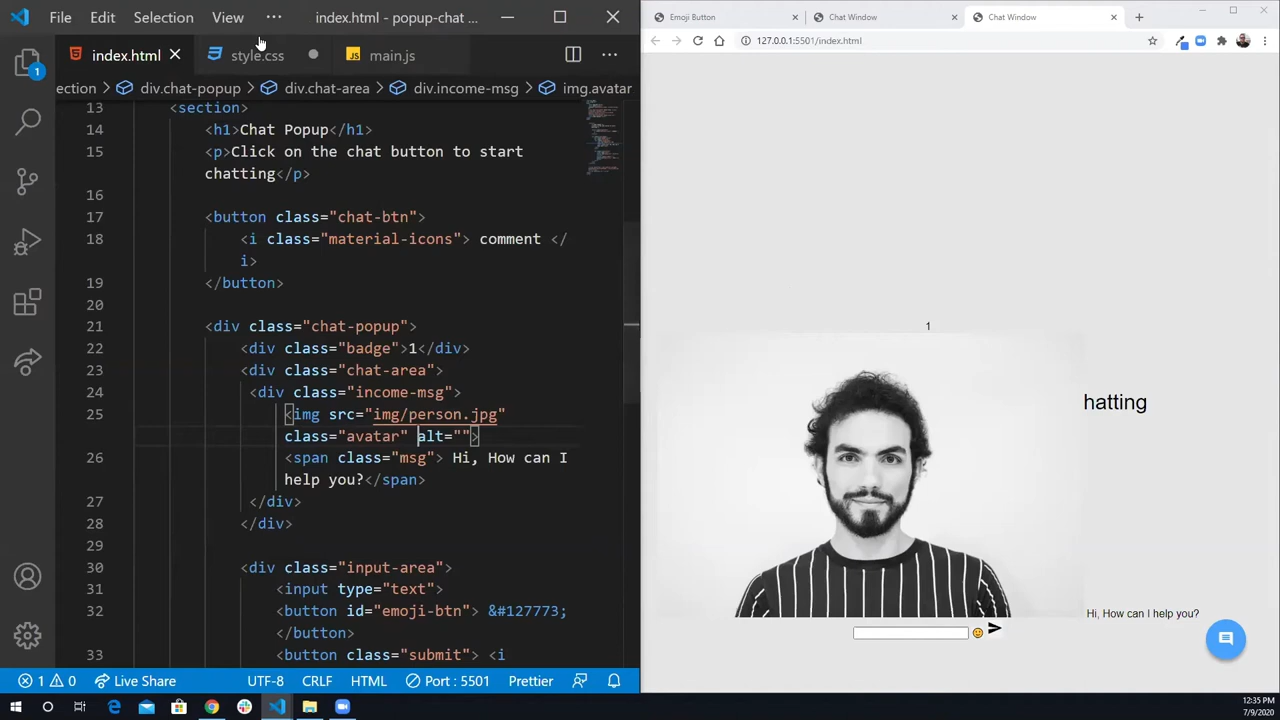 File Edit Selection View ··· index.html - popup-chat ...
Emoji Button Chat Window Chat Window
127.0.0.1:5501/index.html
index.html style.css main.js
ection div.chat-popup div.chat-area div.income-msg img.avatar
1
13 <section>
14 <h1>Chat Popup</h1>
15 <p>Click on the chat button to start
chatting</p>
16
17 <button class="chat-btn">
18 <i class="material-icons"> comment </
i>
19 </button>
20
21 <div class="chat-popup">
22 <div class="badge">1</div>
23 <div class="chat-area">
24 <div class="income-msg">
25 <img src="img/person.jpg"
class="avatar" alt="">
26 <span class="msg"> Hi, How can I
help you?</span>
27 </div>
28 </div>
29
30 <div class="input-area">
31 <input type="text">
32 <button id="emoji-btn"> &#127773;
</button>
33 <button class="submit"> <i
1
hatting
Hi, How can I help you?
1 0 Live Share UTF-8 CRLF HTML Port : 5501 Prettier
12:35 PM
7/9/2020